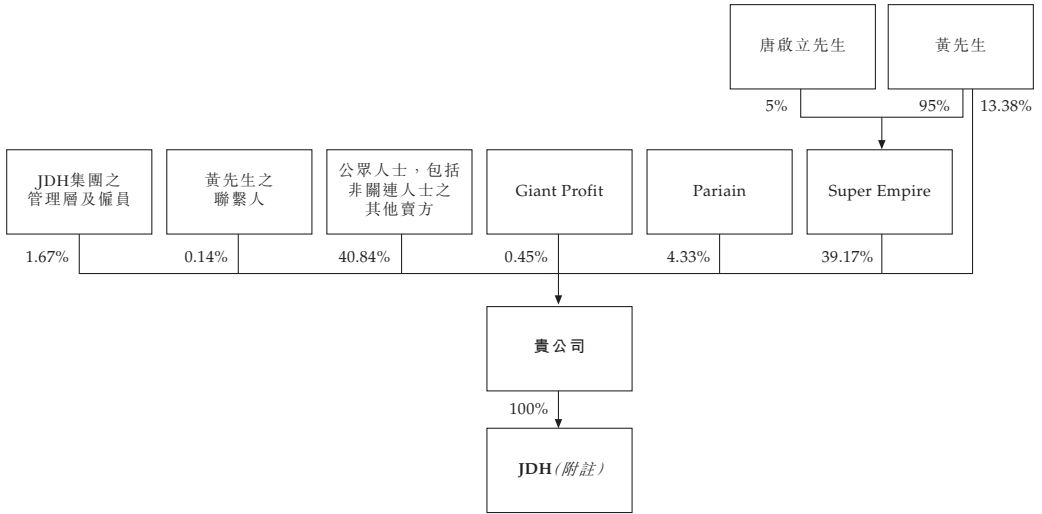 唐啟立先生
黃先生
5%
95%
13.38%
JDH集團之
管理層及僱員
黃先生之
聯繫人
公眾人士，包括
非關連人士之
其他賣方
Giant Profit
Pariain
Super Empire
1.67%
0.14%
40.84%
0.45%
4.33%
39.17%
貴公司
100%
JDH(附註)